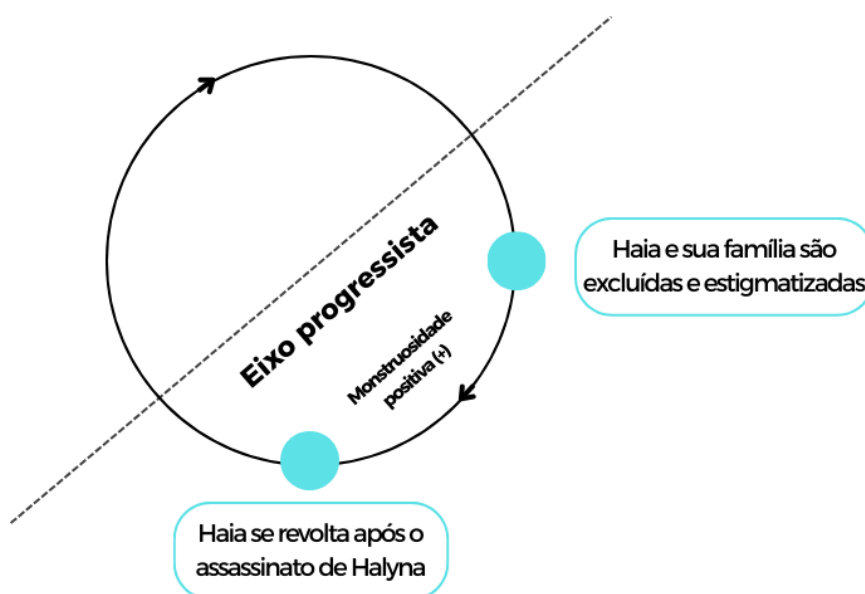 Eixo progressista
Monstruosidade
positiva (+)
Haia e sua família são
excluídas e estigmatizadas
Haia se revolta após o
assassinato de Halyna